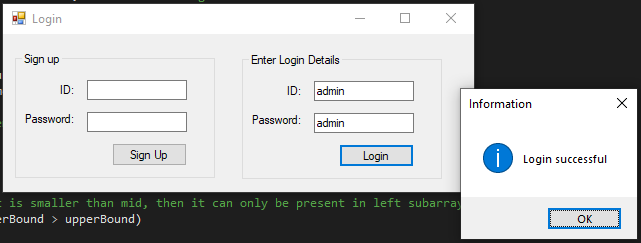 Login
Sign up
ID:
Password:
Sign Up
Enter Login Details
ID: admin
Password: admin
Login
Information
Login successful
OK
t is smaller than mid, then it can only be present in left subarray
erBound > upperBound)